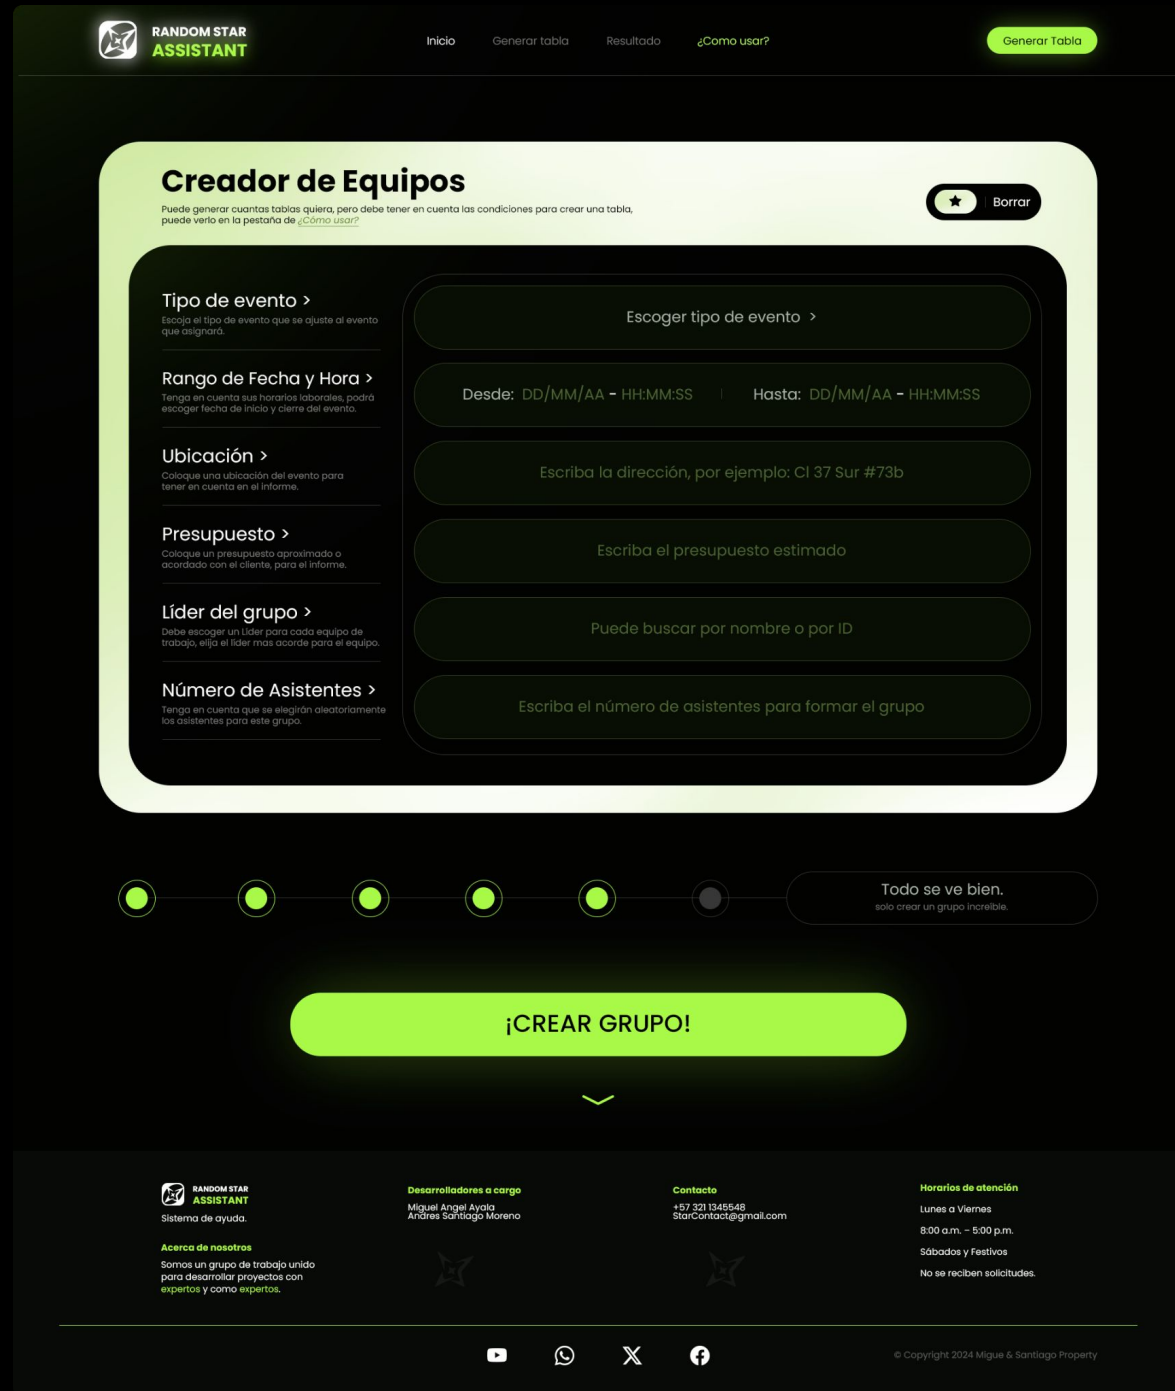 RANDOM STAR
ASSISTANT
Inicio
Generar tabla
Resultado
¿Como usar?
Generar Tabla
Creador de Equipos
Puede generar cuantas tablas quiera, pero debe tener en cuenta las condiciones para crear una tabla,
puede verlo en la pestaña de ¿Cómo usar?
Borrar
Tipo de evento >
Escoja el tipo de evento que se ajuste al evento
que asignará.
Escoger tipo de evento >
Rango de Fecha y Hora >
Tenga en cuenta sus horarios laborales, podrá
escoger fecha de inicio y cierre del evento.
Desde: DD/MM/AA - HH:MM:SS
Hasta: DD/MM/AA - HH:MM:SS
Ubicación >
Coloque una ubicación del evento para
tener en cuenta en el informe.
Escriba la dirección, por ejemplo: Cl 37 Sur #73b
Presupuesto >
Coloque un presupuesto aproximado o
acordado con el cliente, para el informe.
Escriba el presupuesto estimado
Líder del grupo >
Debe escoger un Lider para cada equipo de
trabajo, elija el líder mas acorde para el equipo.
Puede buscar por nombre o por ID
Número de Asistentes >
Tenga en cuenta que se elegirán aleatoriamente
los asistentes para este grupo.
Escriba el número de asistentes para formar el grupo
Todo se ve bien.
solo crear un grupo increíble.
¡CREAR GRUPO!
RANDOM STAR
ASSISTANT
Sistema de ayuda.
Acerca de nosotros
Somos un grupo de trabajo unido
para desarrollar proyectos con
expertos y como expertos.
Desarrolladores a cargo
Miguel Angel Ayala
Andres Santiago Moreno
Contacto
+57 321 1345548
StarContact@gmail.com
Horarios de atención
Lunes a Viernes
8:00 a.m. – 5:00 p.m.
Sábados y Festivos
No se reciben solicitudes.
© Copyright 2024 Migue & Santiago Property